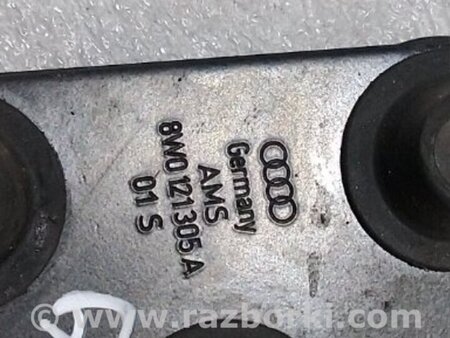 Germany
AMS
8W0 121 305 A
01 S
© www.razborki.com